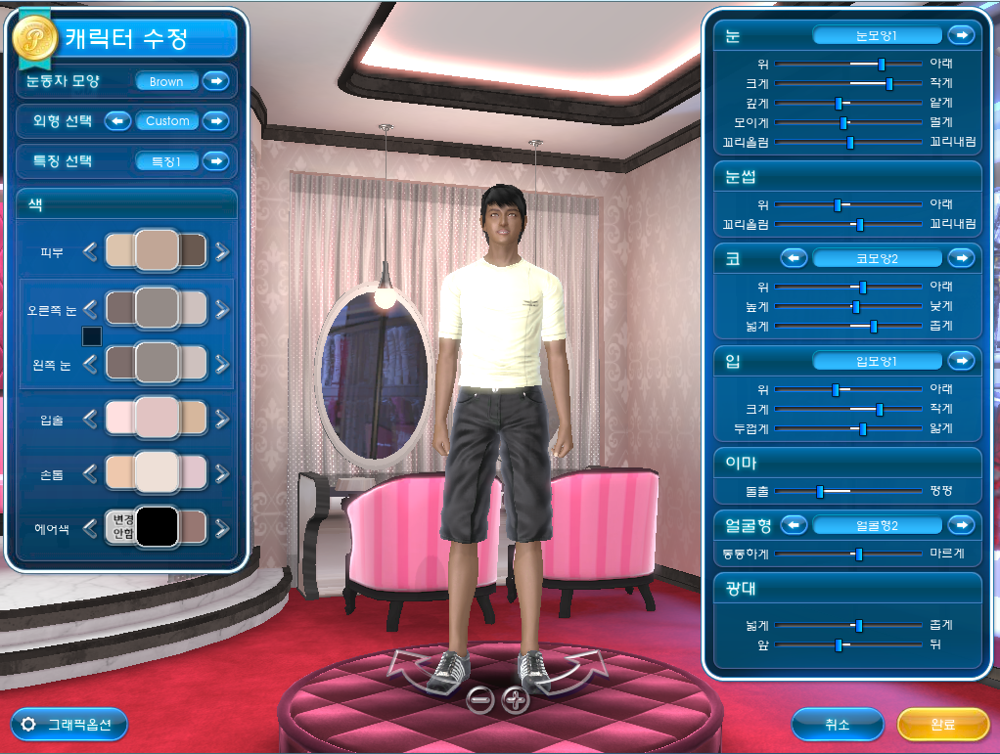 캐릭터 수정
눈동자 모양 Brown
외형 선택 Custom
특징 선택 특징1
색
피부
오른쪽 눈
왼쪽 눈
입술
손톱
헤어색 변경 안함
그래픽옵션
눈 눈모양1
위 아래
크게 작게
깊게 얕게
모이게 멀게
꼬리올림 꼬리내림
눈썹
위 아래
꼬리올림 꼬리내림
코 코모양2
위 아래
높게 낮게
넓게 좁게
입 입모양1
위 아래
크게 작게
두껍게 얇게
이마
돌출 평평
얼굴형 얼굴형2
통통하게 마르게
광대
넓게 좁게
앞 뒤
취소
완료